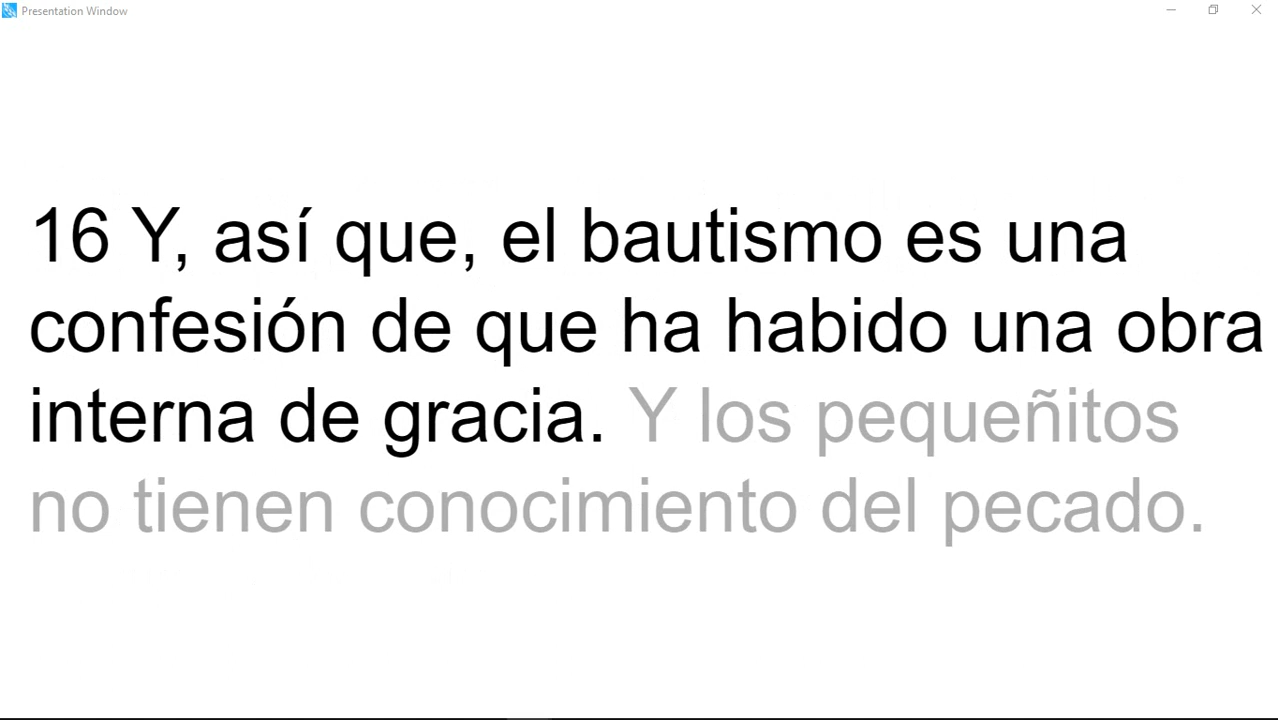 Presentation Window
16 Y, así que, el bautismo es una
confesión de que ha habido una obra
interna de gracia. Y los pequeñitos
no tienen conocimiento del pecado.